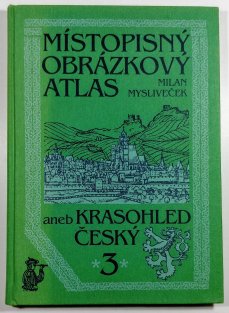 MÍSTOPISNÝ
OBRÁZKOVÝ
ATLAS
MILAN
MYSLIVEČEK
aneb KRASOHLED
ČESKÝ
*3*